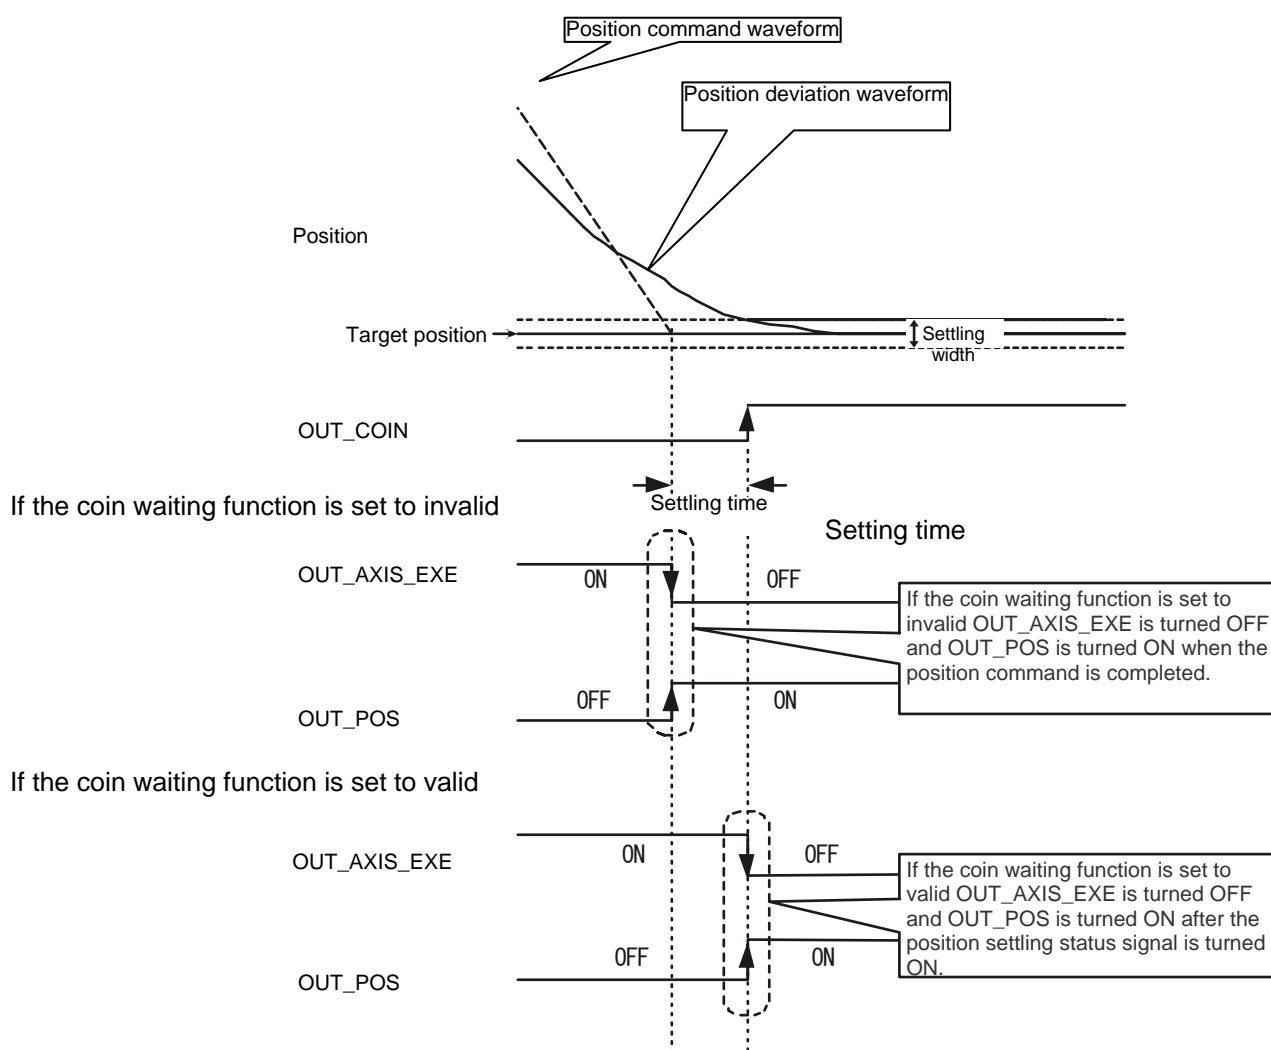 Position command waveform
Position deviation waveform
Position
Target position
Settling
width
OUT_COIN
Settling time
If the coin waiting function is set to invalid
Setting time
OUT_AXIS_EXE
ON
OFF
If the coin waiting function is set to
invalid OUT_AXIS_EXE is turned OFF
and OUT_POS is turned ON when the
position command is completed.
OFF
ON
OUT_POS
If the coin waiting function is set to valid
OUT_AXIS_EXE
ON
OFF
If the coin waiting function is set to
valid OUT_AXIS_EXE is turned OFF
and OUT_POS is turned ON after the
position settling status signal is turned
ON.
OFF
ON
OUT_POS